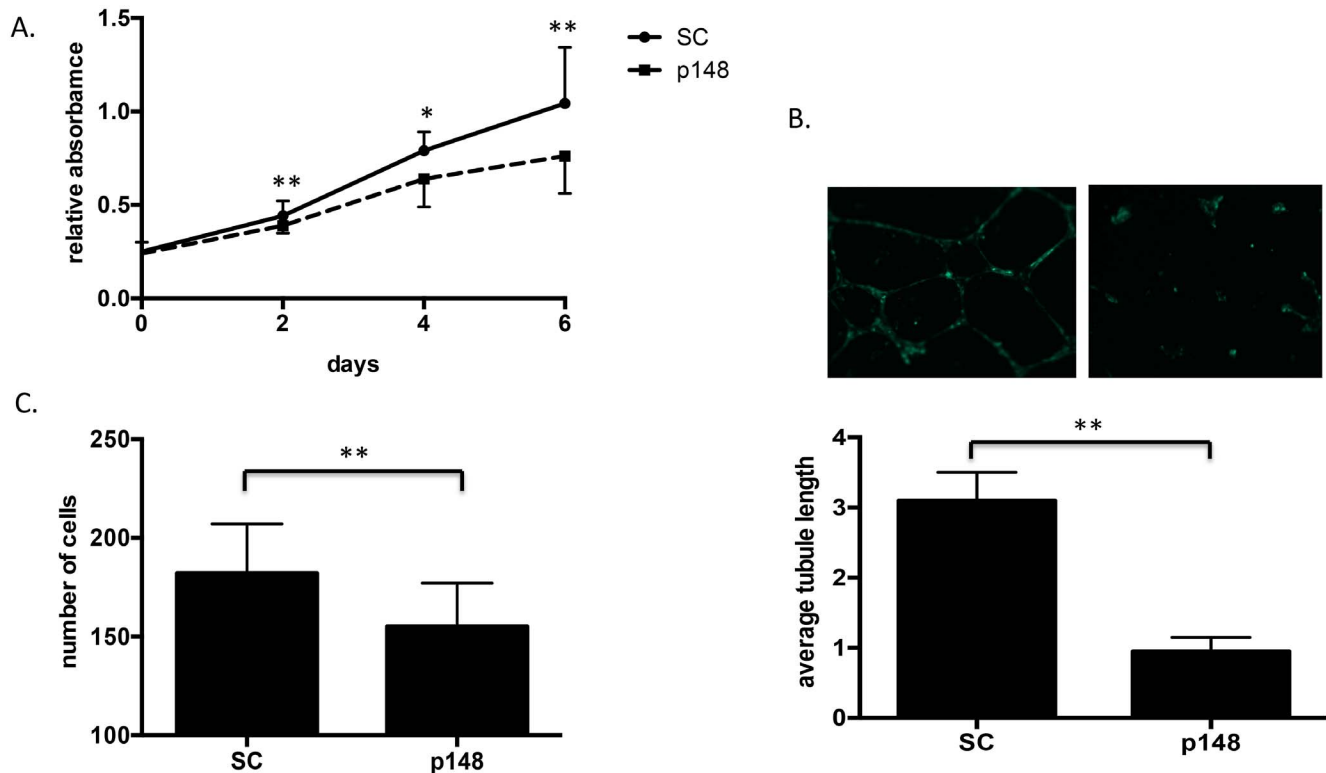 A.
relative absorbamce
1.5
1.0
0.5
0.0
**
*
**
0
2
4
6
days
SC
p148
B.
C.
number of cells
250
200
150
100
**
SC
p148
average tubule length
4
3
2
1
0
**
SC
p148